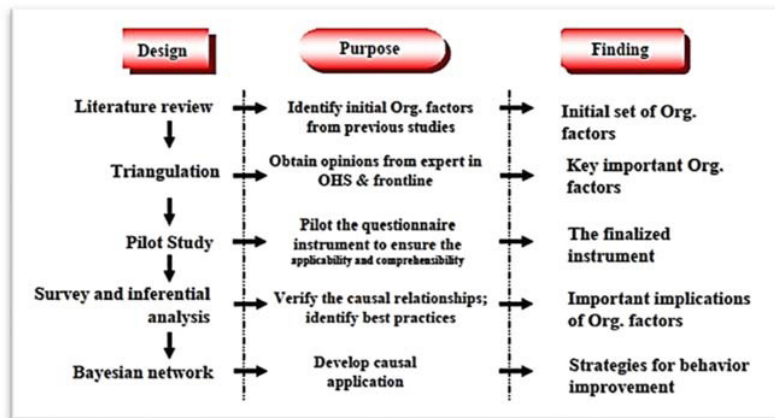 Design
Purpose
Finding
Literature review
Identify initial Org. factors
from previous studies
Initial set of Org.
factors
Triangulation
Obtain opinions from expert in
OHS & frontline
Key important Org.
factors
Pilot Study
Pilot the questionnaire
instrument to ensure the
applicability and comprehensibility
The finalized
instrument
Survey and inferential
analysis
Verify the causal relationships;
identify best practices
Important implications
of Org. factors
Bayesian network
Develop causal
application
Strategies for behavior
improvement